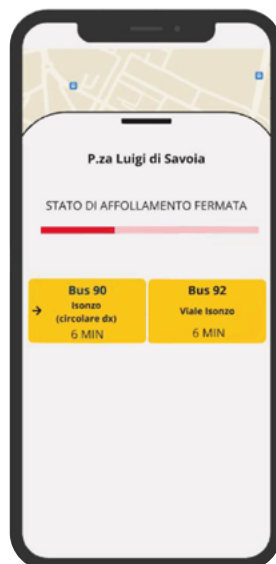 P.za Luigi di Savoia
STATO DI AFFOLLAMENTO FERMATA
Bus 90
Isonzo
(circolare dx)
6 MIN
Bus 92
Viale Isonzo
6 MIN